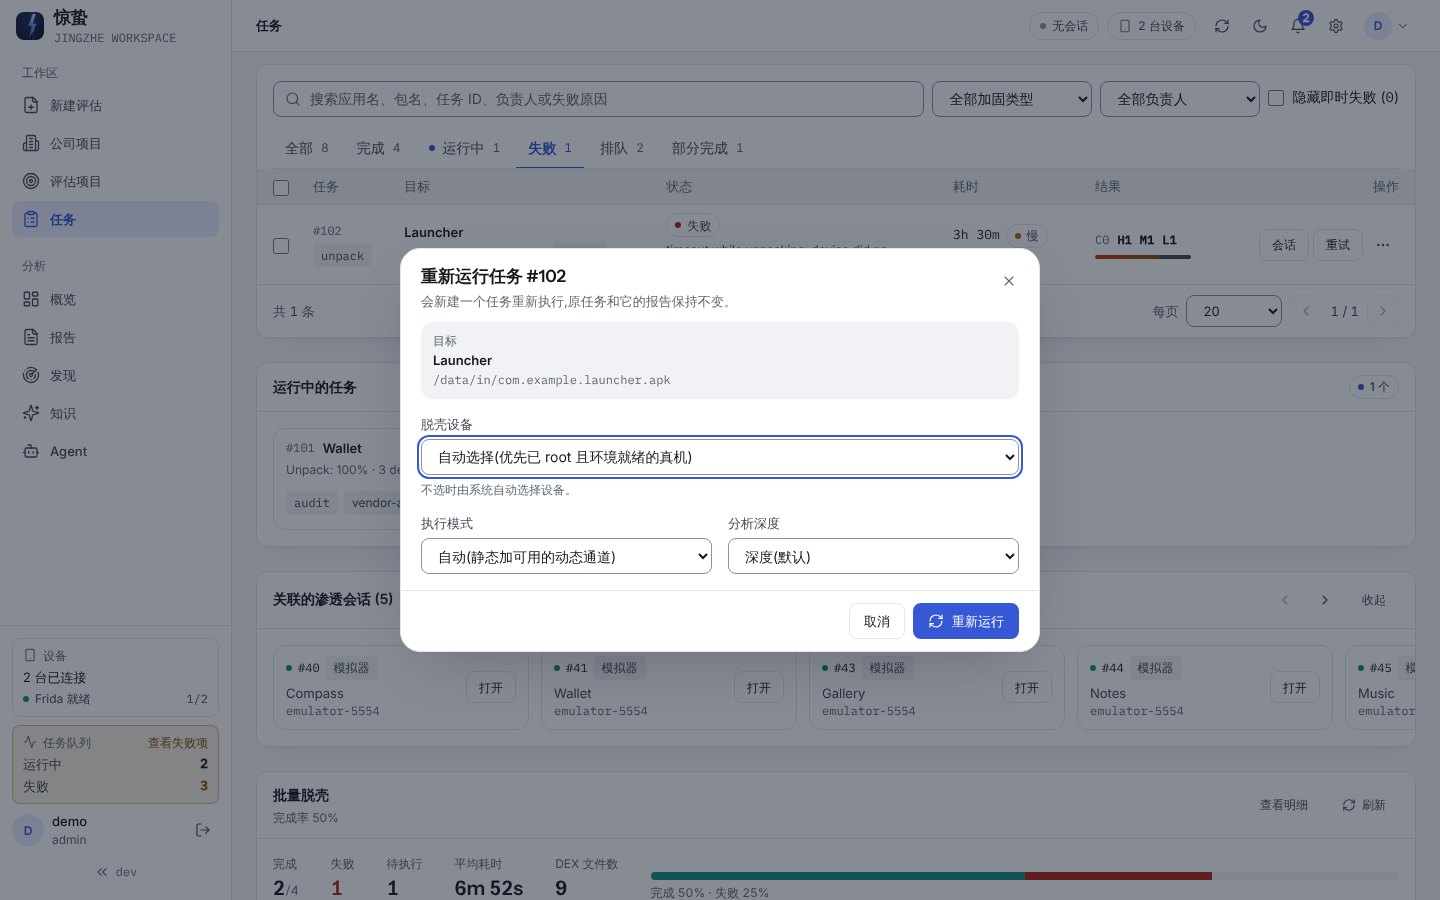 惊蛰
JINGZHE WORKSPACE
工作区
新建评估
公司项目
评估项目
任务
分析
概览
报告
发现
知识
Agent
设备
2 台已连接
Frida 就绪 1/2
任务队列 查看失败项
运行中 2
失败 3
D demo
admin
dev
任务
无会话
2 台设备
2
D
搜索应用名、包名、任务 ID、负责人或失败原因
全部加固类型
全部负责人
隐藏即时失败 (0)
全部 8 完成 4 运行中 1 失败 1 排队 2 部分完成 1
任务 目标 状态 耗时 结果 操作
#102 Launcher 失败 3h 30m 慢 C0 H1 M1 L1 会话 重试
unpack
共 1 条 每页 20 1 / 1
重新运行任务 #102
会新建一个任务重新执行,原任务和它的报告保持不变。
目标
Launcher
/data/in/com.example.launcher.apk
脱壳设备
自动选择(优先已 root 且环境就绪的真机)
不选时由系统自动选择设备。
执行模式 分析深度
自动(静态加可用的动态通道) 深度(默认)
取消 重新运行
运行中的任务 1 个
#101 Wallet
Unpack: 100% · 3 de
audit vendor-a
关联的渗透会话 (5) 收起
#40 模拟器
Compass
emulator-5554
打开
#41 模拟器
Wallet
emulator-5554
打开
#43 模拟器
Gallery
emulator-5554
打开
#44 模拟器
Notes
emulator-5554
打开
#45
Music
emulator
批量脱壳
完成率 50%
查看明细 刷新
完成 失败 待执行 平均耗时 DEX 文件数
2/4 1 1 6m 52s 9
完成 50% · 失败 25%